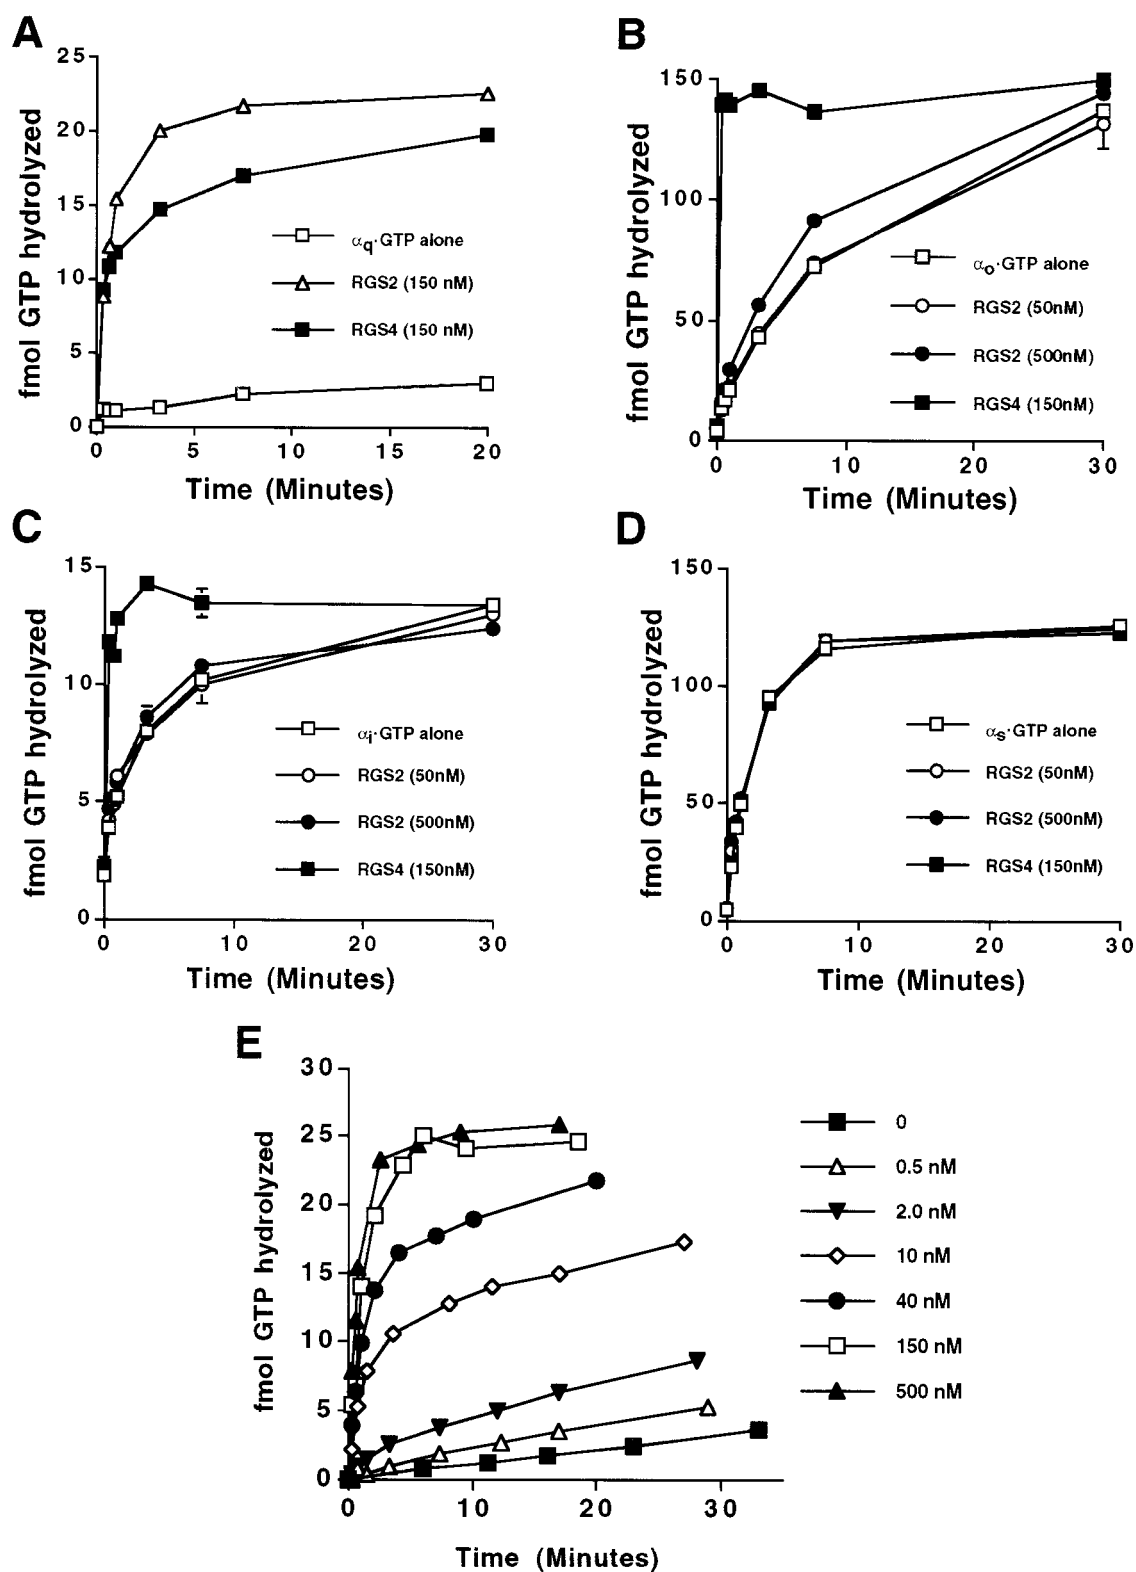 A
fmol GTP hydrolyzed
25
20
15
10
5
0
0 5 10 15 20
Time (Minutes)
αq·GTP alone
RGS2 (150 nM)
RGS4 (150 nM)
B
fmol GTP hydrolyzed
150
100
50
0
0 10 20 30
Time (Minutes)
αo·GTP alone
RGS2 (50nM)
RGS2 (500nM)
RGS4 (150nM)
C
fmol GTP hydrolyzed
15
10
5
0
0 10 20 30
Time (Minutes)
αi·GTP alone
RGS2 (50nM)
RGS2 (500nM)
RGS4 (150nM)
D
fmol GTP hydrolyzed
150
100
50
0
0 10 20 30
Time (Minutes)
αs·GTP alone
RGS2 (50nM)
RGS2 (500nM)
RGS4 (150nM)
E
fmol GTP hydrolyzed
30
25
20
15
10
5
0
0 10 20 30
Time (Minutes)
0
0.5 nM
2.0 nM
10 nM
40 nM
150 nM
500 nM